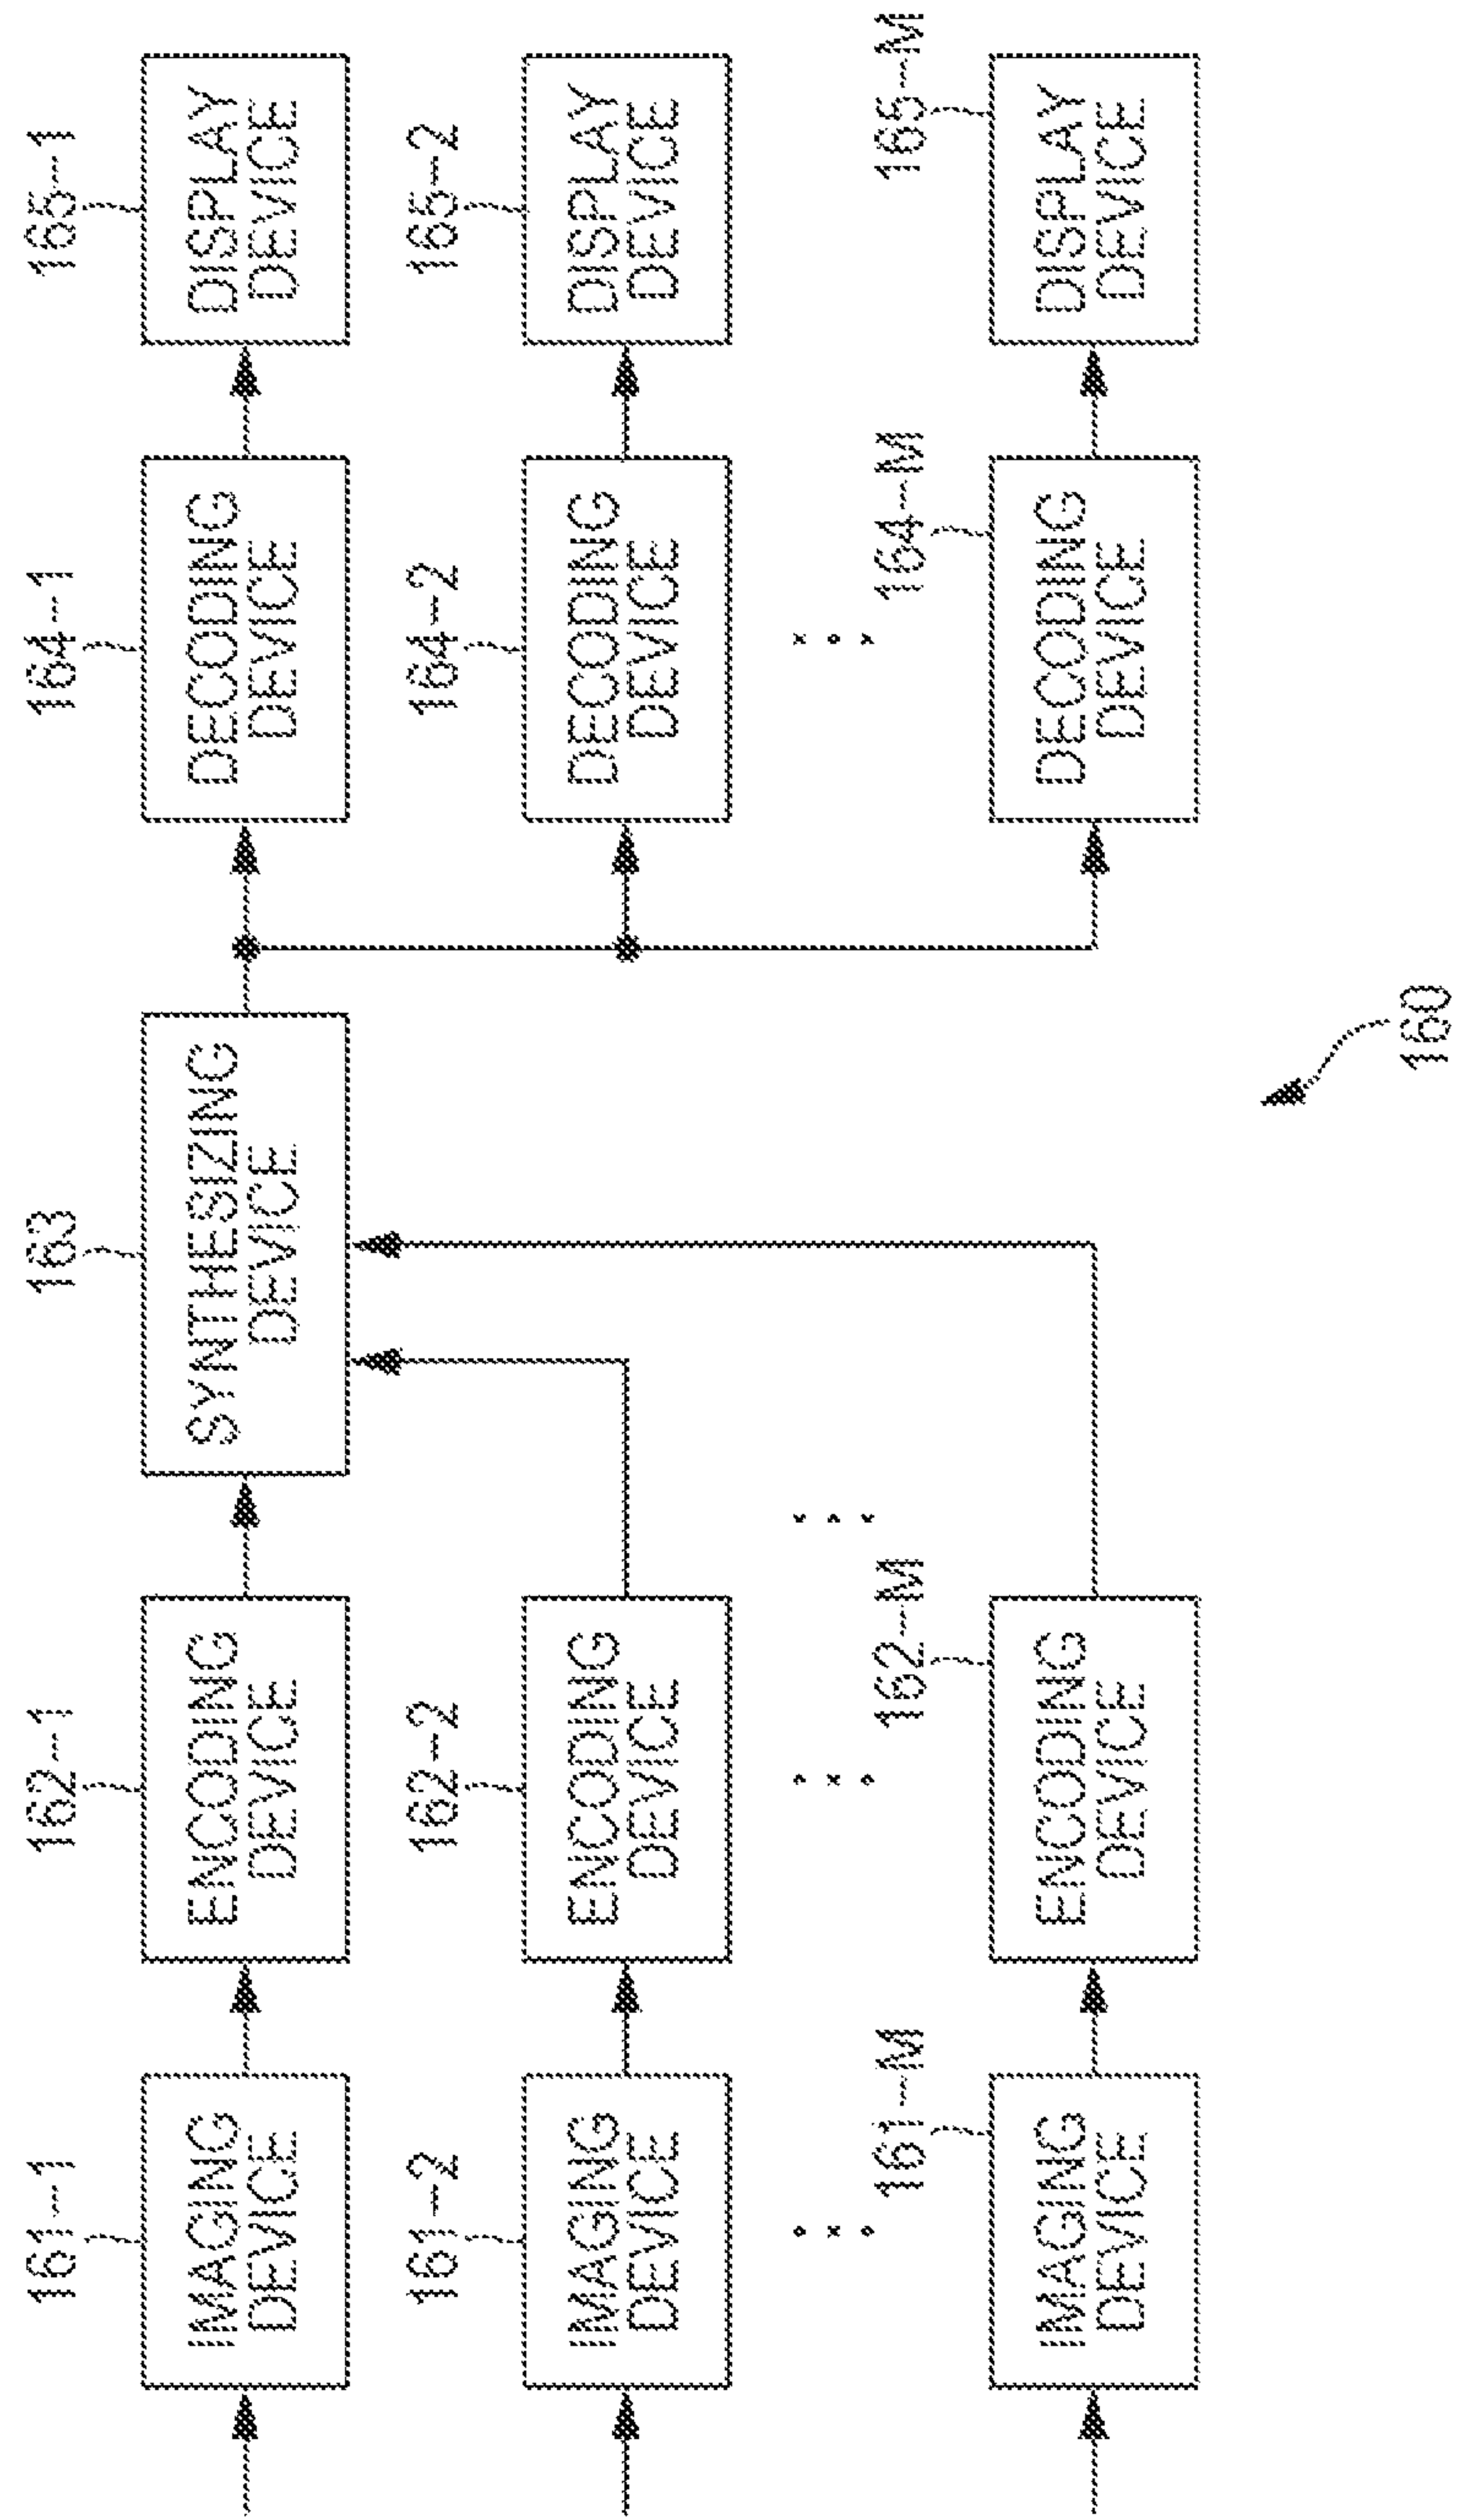 161-1
IMAGING
DEVICE
162-1
ENCODING
DEVICE
163
SYNTHESIZING
DEVICE
164-1
DECODING
DEVICE
165-1
DISPLAY
DEVICE
161-2
IMAGING
DEVICE
162-2
ENCODING
DEVICE
164-2
DECODING
DEVICE
165-2
DISPLAY
DEVICE
161-M
IMAGING
DEVICE
162-M
ENCODING
DEVICE
164-M
DECODING
DEVICE
165-M
DISPLAY
DEVICE
160